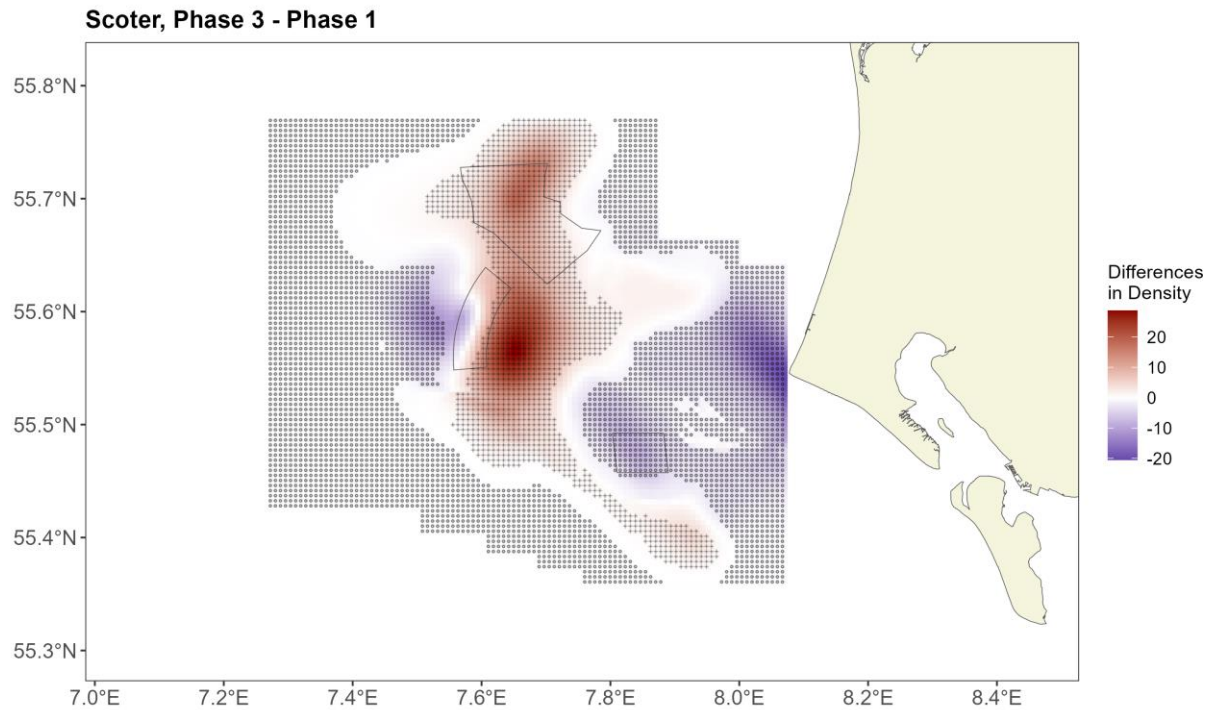 Scoter, Phase 3 - Phase 1
55.8°N
55.7°N
55.6°N
55.5°N
55.4°N
55.3°N
7.0°E 7.2°E 7.4°E 7.6°E 7.8°E 8.0°E 8.2°E 8.4°E
Differences
in Density
20
10
0
-10
-20